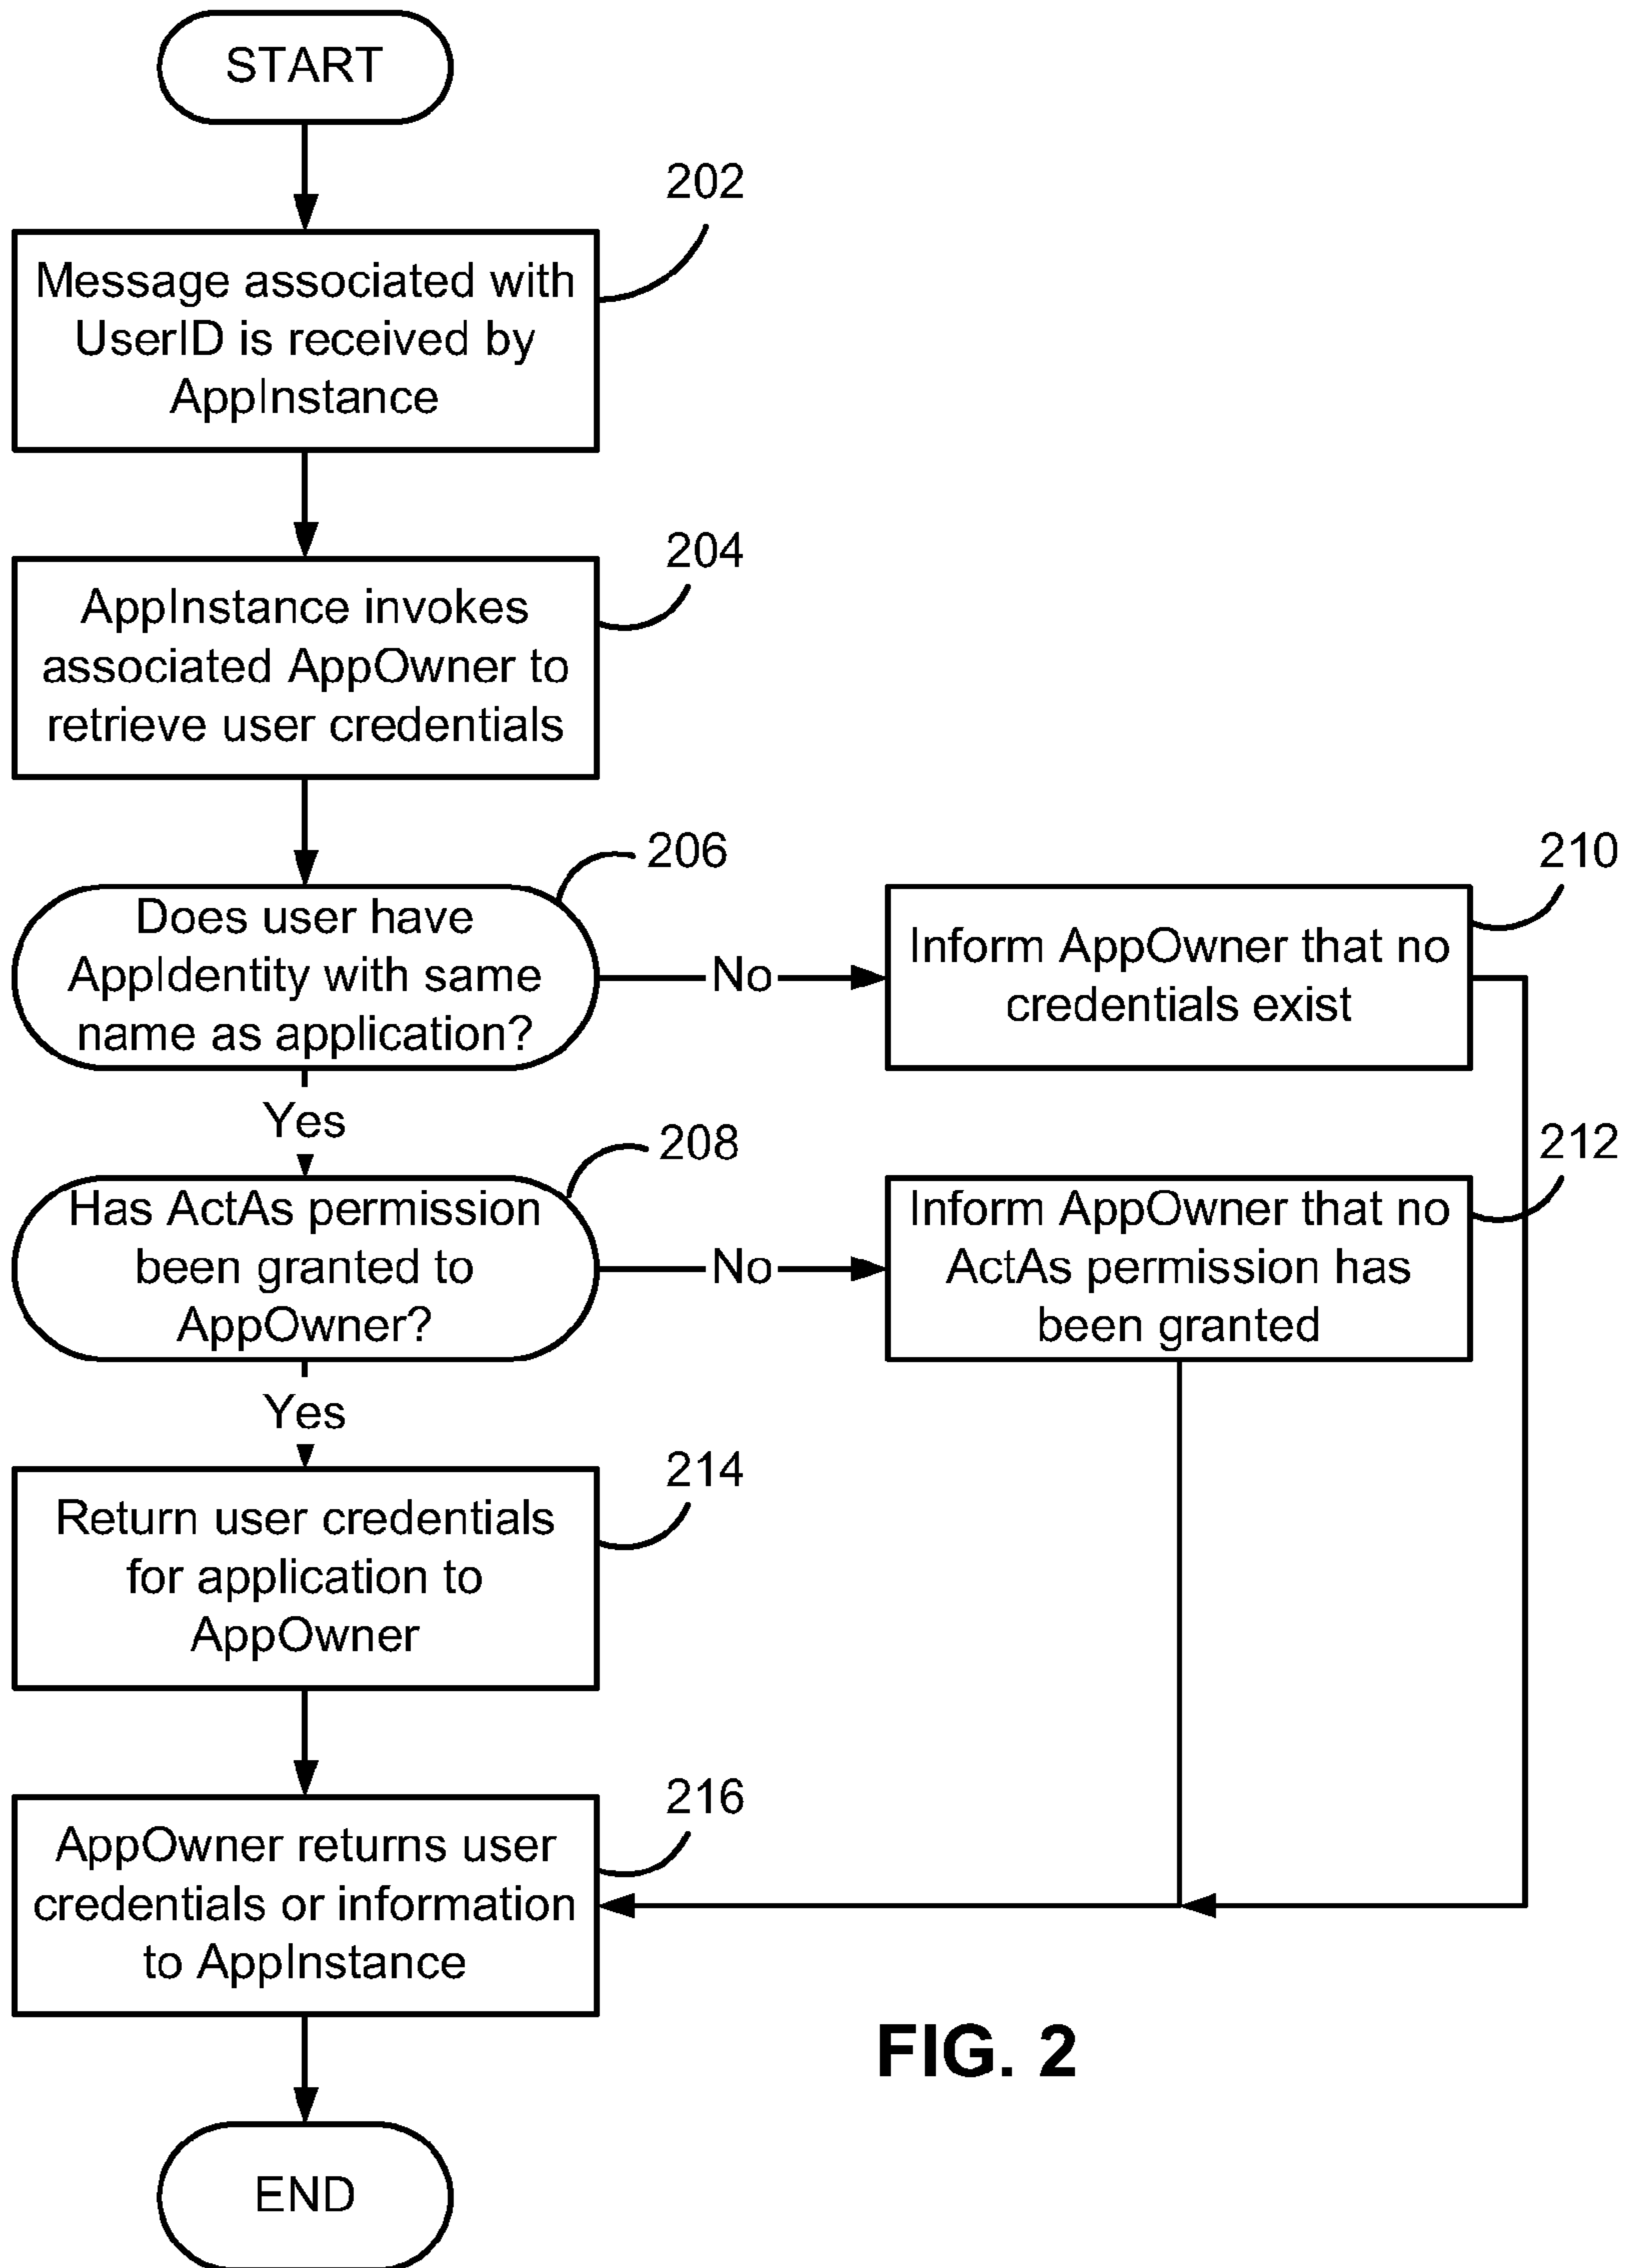 START
202
Message associated with
UserID is received by
AppInstance
204
AppInstance invokes
associated AppOwner to
retrieve user credentials
206
Does user have
AppIdentity with same
name as application?
No
210
Inform AppOwner that no
credentials exist
Yes
208
Has ActAs permission
been granted to
AppOwner?
No
212
Inform AppOwner that no
ActAs permission has
been granted
Yes
214
Return user credentials
for application to
AppOwner
216
AppOwner returns user
credentials or information
to AppInstance
FIG. 2
END